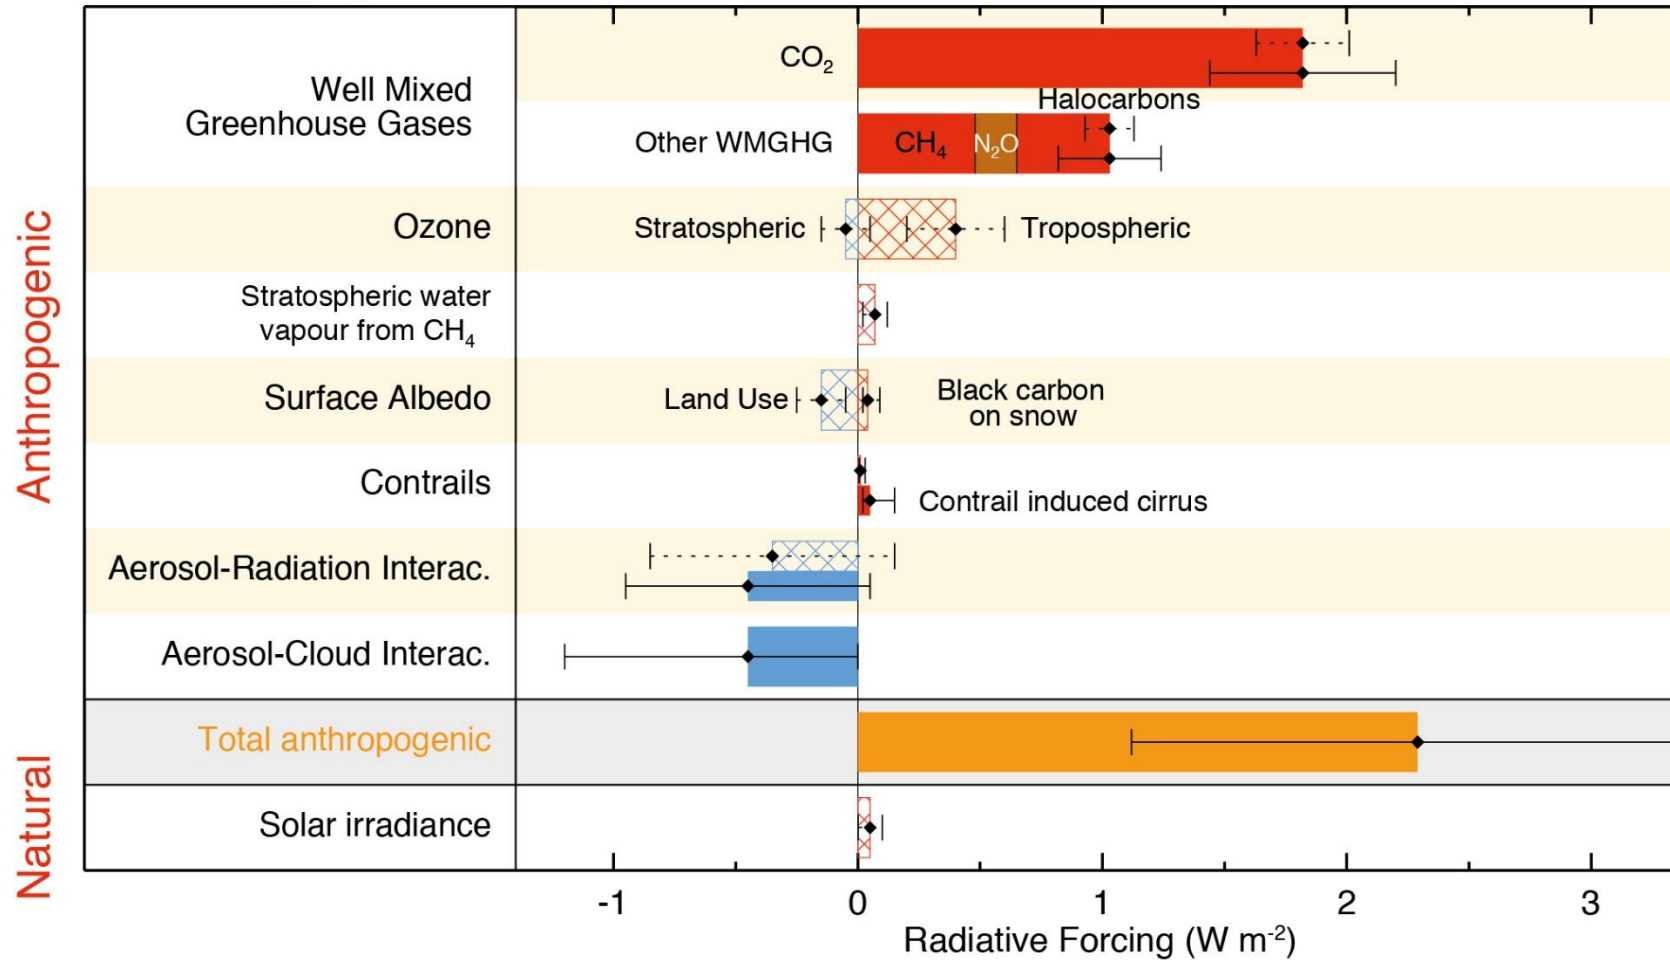 Anthropogenic
Natural
Well Mixed
Greenhouse Gases
CO₂
Halocarbons
Other WMGHG
CH₄
N₂O
Ozone
Stratospheric
Tropospheric
Stratospheric water
vapour from CH₄
Surface Albedo
Land Use
Black carbon
on snow
Contrails
Contrail induced cirrus
Aerosol-Radiation Interac.
Aerosol-Cloud Interac.
Total anthropogenic
Solar irradiance
-1 0 1 2 3
Radiative Forcing (W m⁻²)